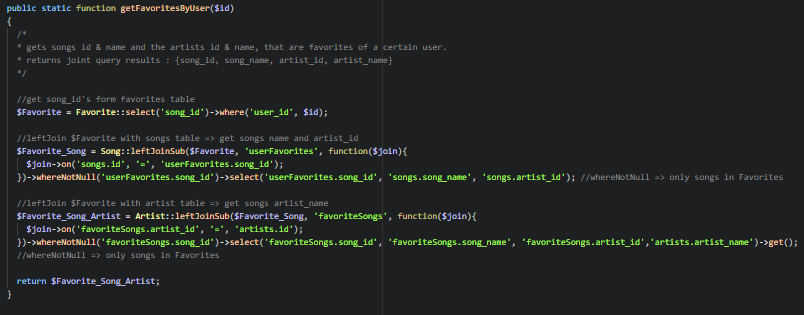 public static function getFavoritesByUser($id)
{
/*
* gets songs id & name and the artists id & name, that are favorites of a certain user.
* returns joint query results : {song_id, song_name, artist_id, artist_name}
*/
//get song_id's form favorites table
$Favorite = Favorite::select('song_id')->where('user_id', $id);
//leftJoin $Favorite with songs table => get songs name and artist_id
$Favorite_Song = Song::leftJoinSub($Favorite, 'userFavorites', function($join){
$join->on('songs.id', '=', 'userFavorites.song_id');
})->whereNotNull('userFavorites.song_id')->select('userFavorites.song_id', 'songs.song_name', 'songs.artist_id'); //whereNotNull => only songs in Favorites
//leftJoin $Favorite with artist table => get songs artist_name
$Favorite_Song_Artist = Artist::leftJoinSub($Favorite_Song, 'favoriteSongs', function($join){
$join->on('favoriteSongs.artist_id', '=', 'artists.id');
})->whereNotNull('favoriteSongs.song_id')->select('favoriteSongs.song_id', 'favoriteSongs.song_name', 'favoriteSongs.artist_id','artists.artist_name')->get();
//whereNotNull => only songs in Favorites
return $Favorite_Song_Artist;
}